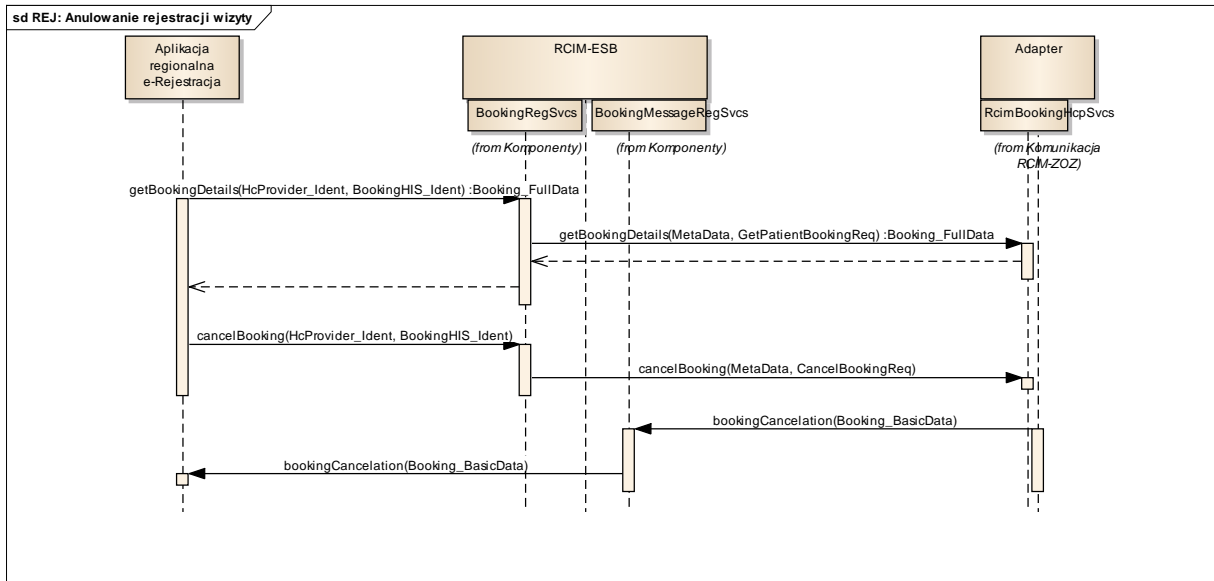 sd REJ: Anulowanie rejestracji wizyty
Aplikacja
regionalna
e-Rejestracja
RCIM-ESB
Adapter
BookingRegSvcs
BookingMessageRegSvcs
RcimBookingHcpSvcs
(from Komponenty)
(from Komponenty)
(from Komunikacja
RCIM-ZOZ)
getBookingDetails(HcProvider_Ident, BookingHIS_Ident) :Booking_FullData
getBookingDetails(MetaData, GetPatientBookingReq) :Booking_FullData
cancelBooking(HcProvider_Ident, BookingHIS_Ident)
cancelBooking(MetaData, CancelBookingReq)
bookingCancelation(Booking_BasicData)
bookingCancelation(Booking_BasicData)